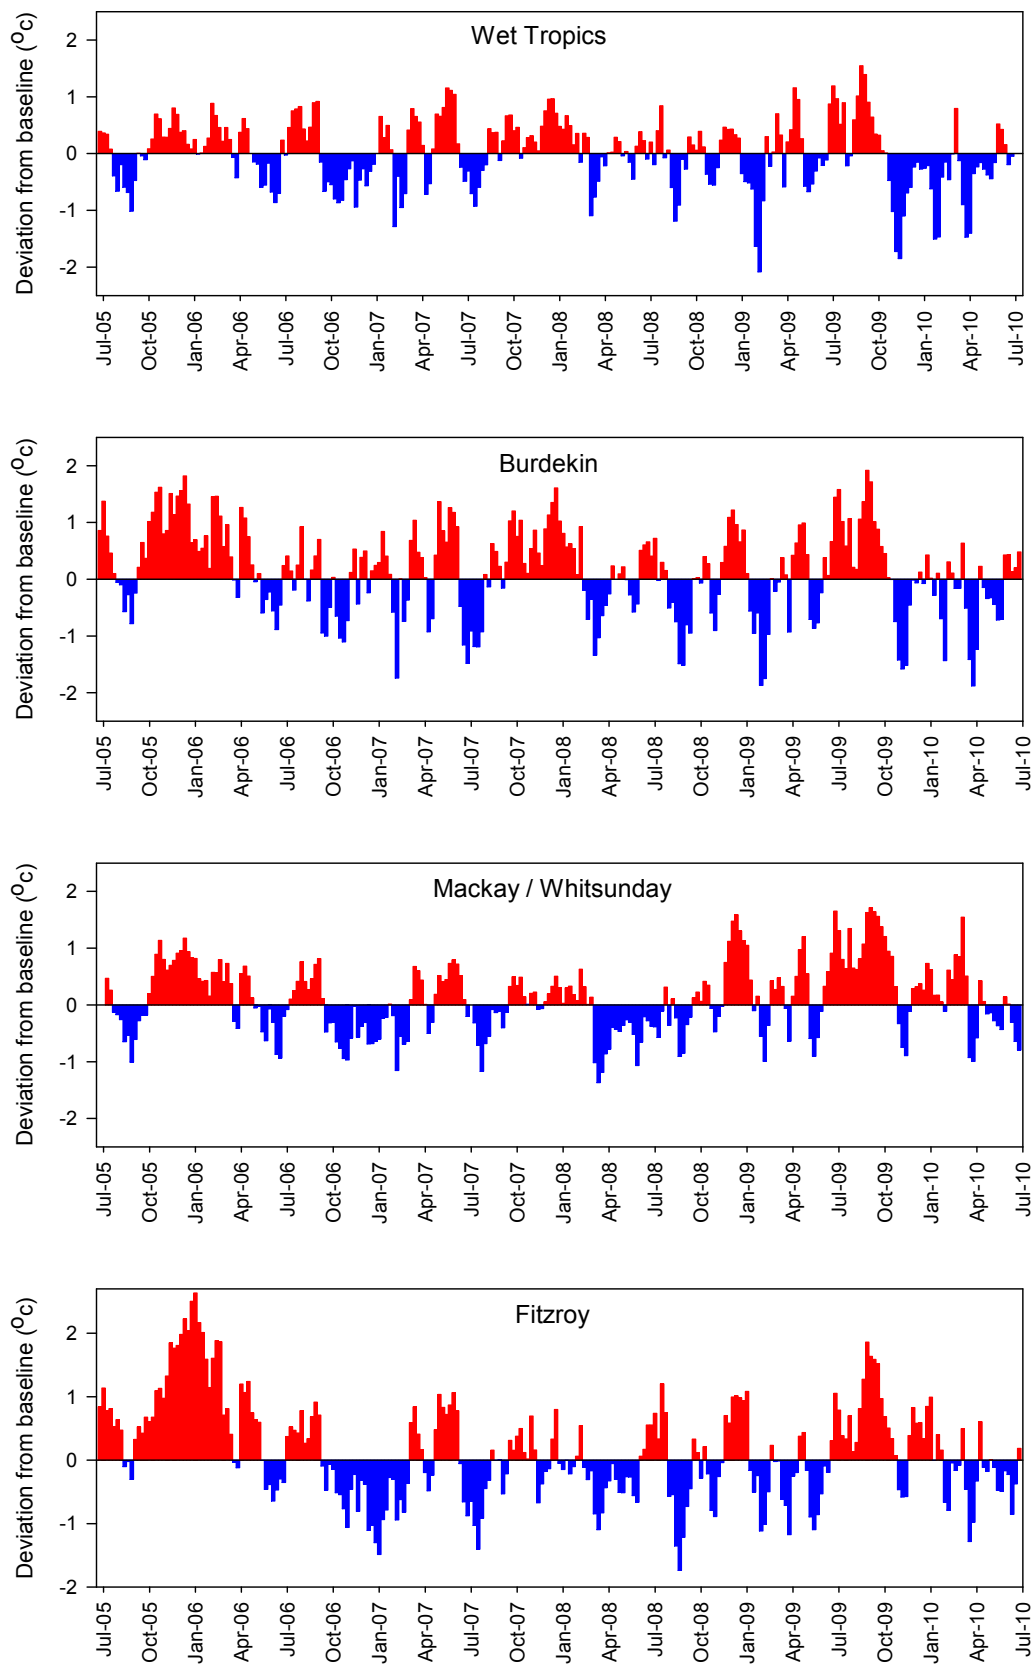 Wet Tropics
Deviation from baseline (ºc)
2
1
0
-1
-2
Jul-05 Oct-05 Jan-06 Apr-06 Jul-06 Oct-06 Jan-07 Apr-07 Jul-07 Oct-07 Jan-08 Apr-08 Jul-08 Oct-08 Jan-09 Apr-09 Jul-09 Oct-09 Jan-10 Apr-10 Jul-10
Burdekin
Deviation from baseline (ºc)
2
1
0
-1
-2
Jul-05 Oct-05 Jan-06 Apr-06 Jul-06 Oct-06 Jan-07 Apr-07 Jul-07 Oct-07 Jan-08 Apr-08 Jul-08 Oct-08 Jan-09 Apr-09 Jul-09 Oct-09 Jan-10 Apr-10 Jul-10
Mackay / Whitsunday
Deviation from baseline (ºc)
2
1
0
-1
-2
Jul-05 Oct-05 Jan-06 Apr-06 Jul-06 Oct-06 Jan-07 Apr-07 Jul-07 Oct-07 Jan-08 Apr-08 Jul-08 Oct-08 Jan-09 Apr-09 Jul-09 Oct-09 Jan-10 Apr-10 Jul-10
Fitzroy
Deviation from baseline (ºc)
2
1
0
-1
-2
Jul-05 Oct-05 Jan-06 Apr-06 Jul-06 Oct-06 Jan-07 Apr-07 Jul-07 Oct-07 Jan-08 Apr-08 Jul-08 Oct-08 Jan-09 Apr-09 Jul-09 Oct-09 Jan-10 Apr-10 Jul-10